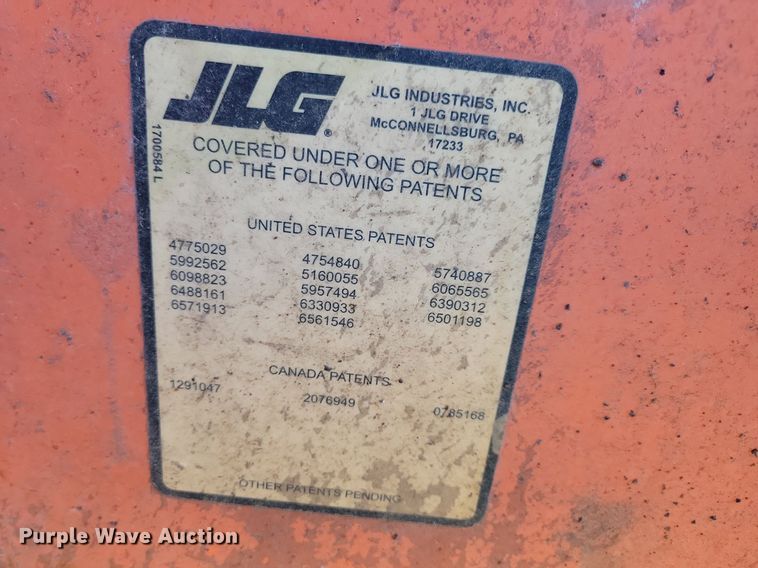 JLG®
JLG INDUSTRIES, INC.
1 JLG DRIVE
McCONNELLSBURG, PA
17233
1700584 L
COVERED UNDER ONE OR MORE
OF THE FOLLOWING PATENTS
UNITED STATES PATENTS
4775029 4754840 5740887
5992562 5160055 6065565
6098823 5957494 6390312
6488161 6330933 6501198
6571913 6561546
CANADA PATENTS
1291047 2076949 0785168
OTHER PATENTS PENDING
Purple Wave Auction